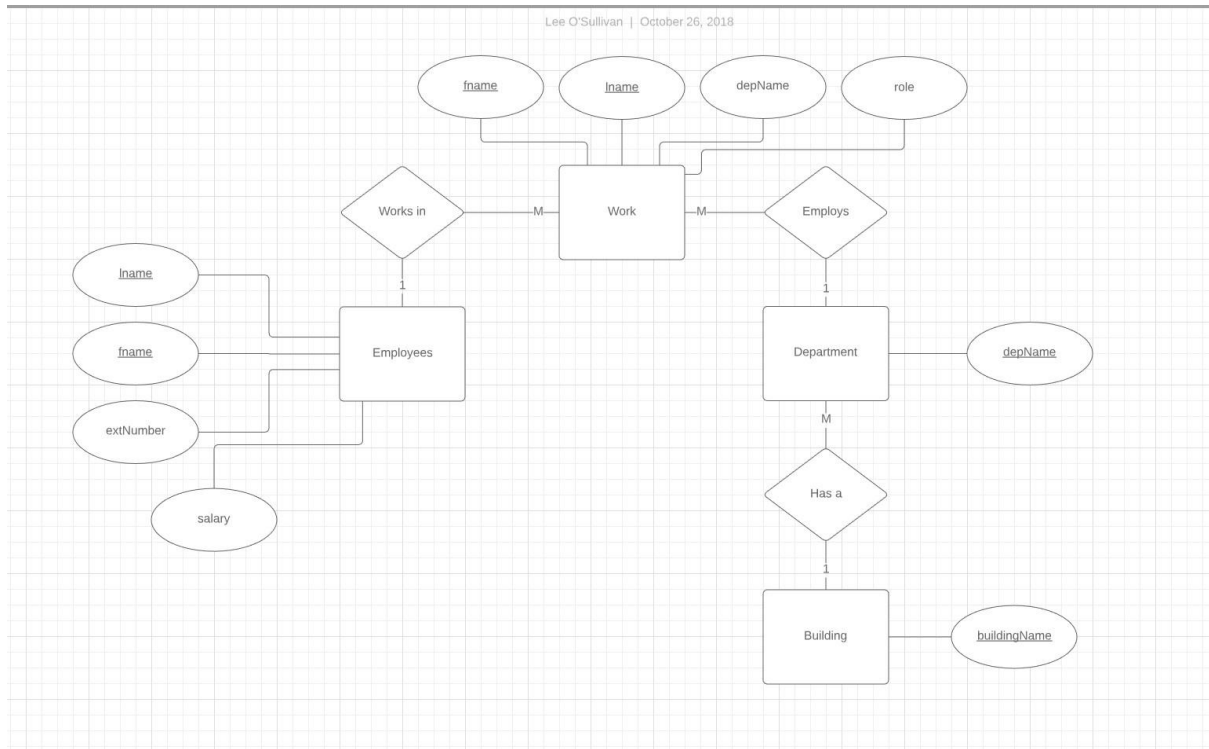 Lee O'Sullivan | October 26, 2018
fname
lname
depName
role
Works in
M
Work
M
Employs
1
1
lname
fname
extNumber
salary
Employees
Department
depName
M
Has a
1
Building
buildingName